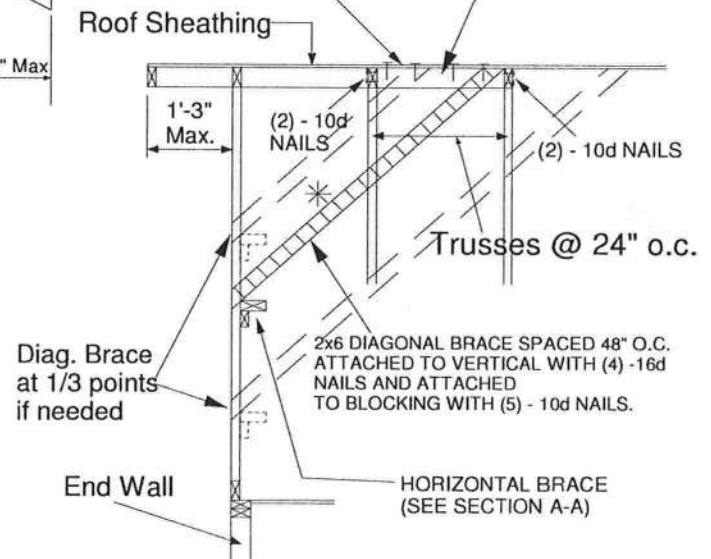 Roof Sheathing
" Max
1'-3"
Max.
(2) - 10d
NAILS
(2) - 10d NAILS
Trusses @ 24" o.c.
2x6 DIAGONAL BRACE SPACED 48" O.C.
ATTACHED TO VERTICAL WITH (4) -16d
NAILS AND ATTACHED
TO BLOCKING WITH (5) - 10d NAILS.
Diag. Brace
at 1/3 points
if needed
End Wall
HORIZONTAL BRACE
(SEE SECTION A-A)